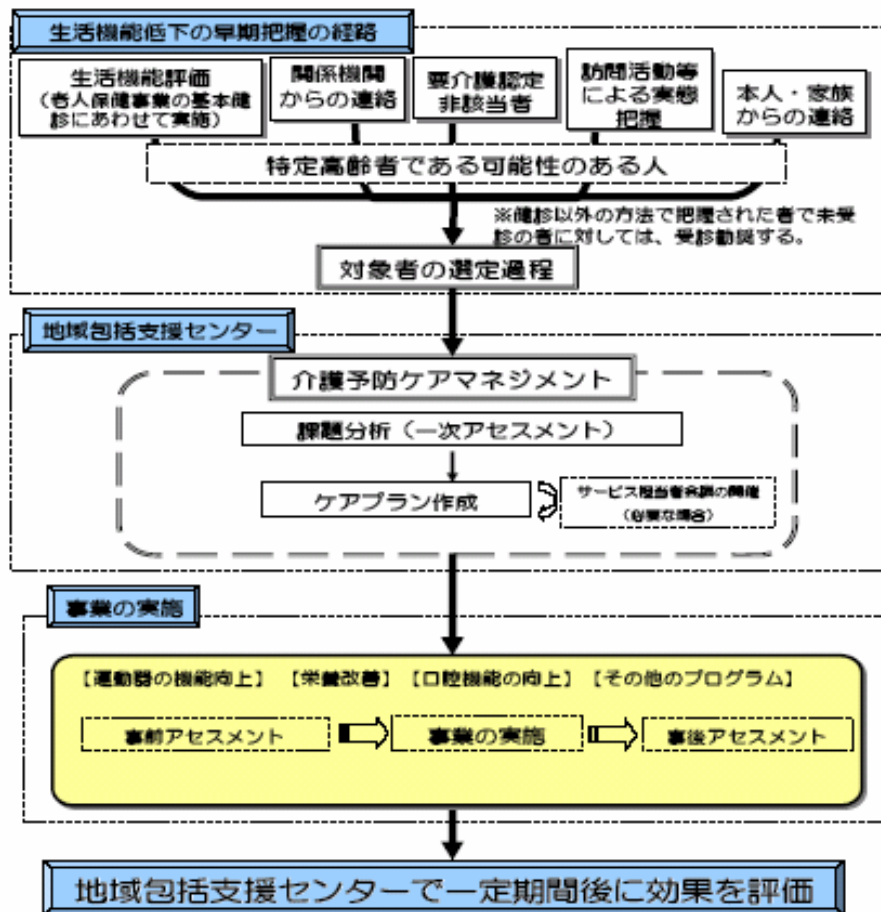 生活機能低下の早期把握の経路
生活機能評価
(老人保健事業の基本健
診にあわせて実施)
関係機関
からの連絡
要介護認定
非該当者
訪問活動等
による実態
把握
本人・家族
からの連絡
特定高齢者である可能性のある人
※健診以外の方法で把握された者で未受
診の者に対しては、受診勧奨する。
対象者の選定過程
地域包括支援センター
介護予防ケアマネジメント
課題分析(一次アセスメント)
ケアプラン作成
サービス担当者会議の開催
(必要な場合)
事業の実施
【運動器の機能向上】 【栄養改善】 【口腔機能の向上】 【その他のプログラム】
事前アセスメント
事業の実施
事後アセスメント
地域包括支援センターで一定期間後に効果を評価